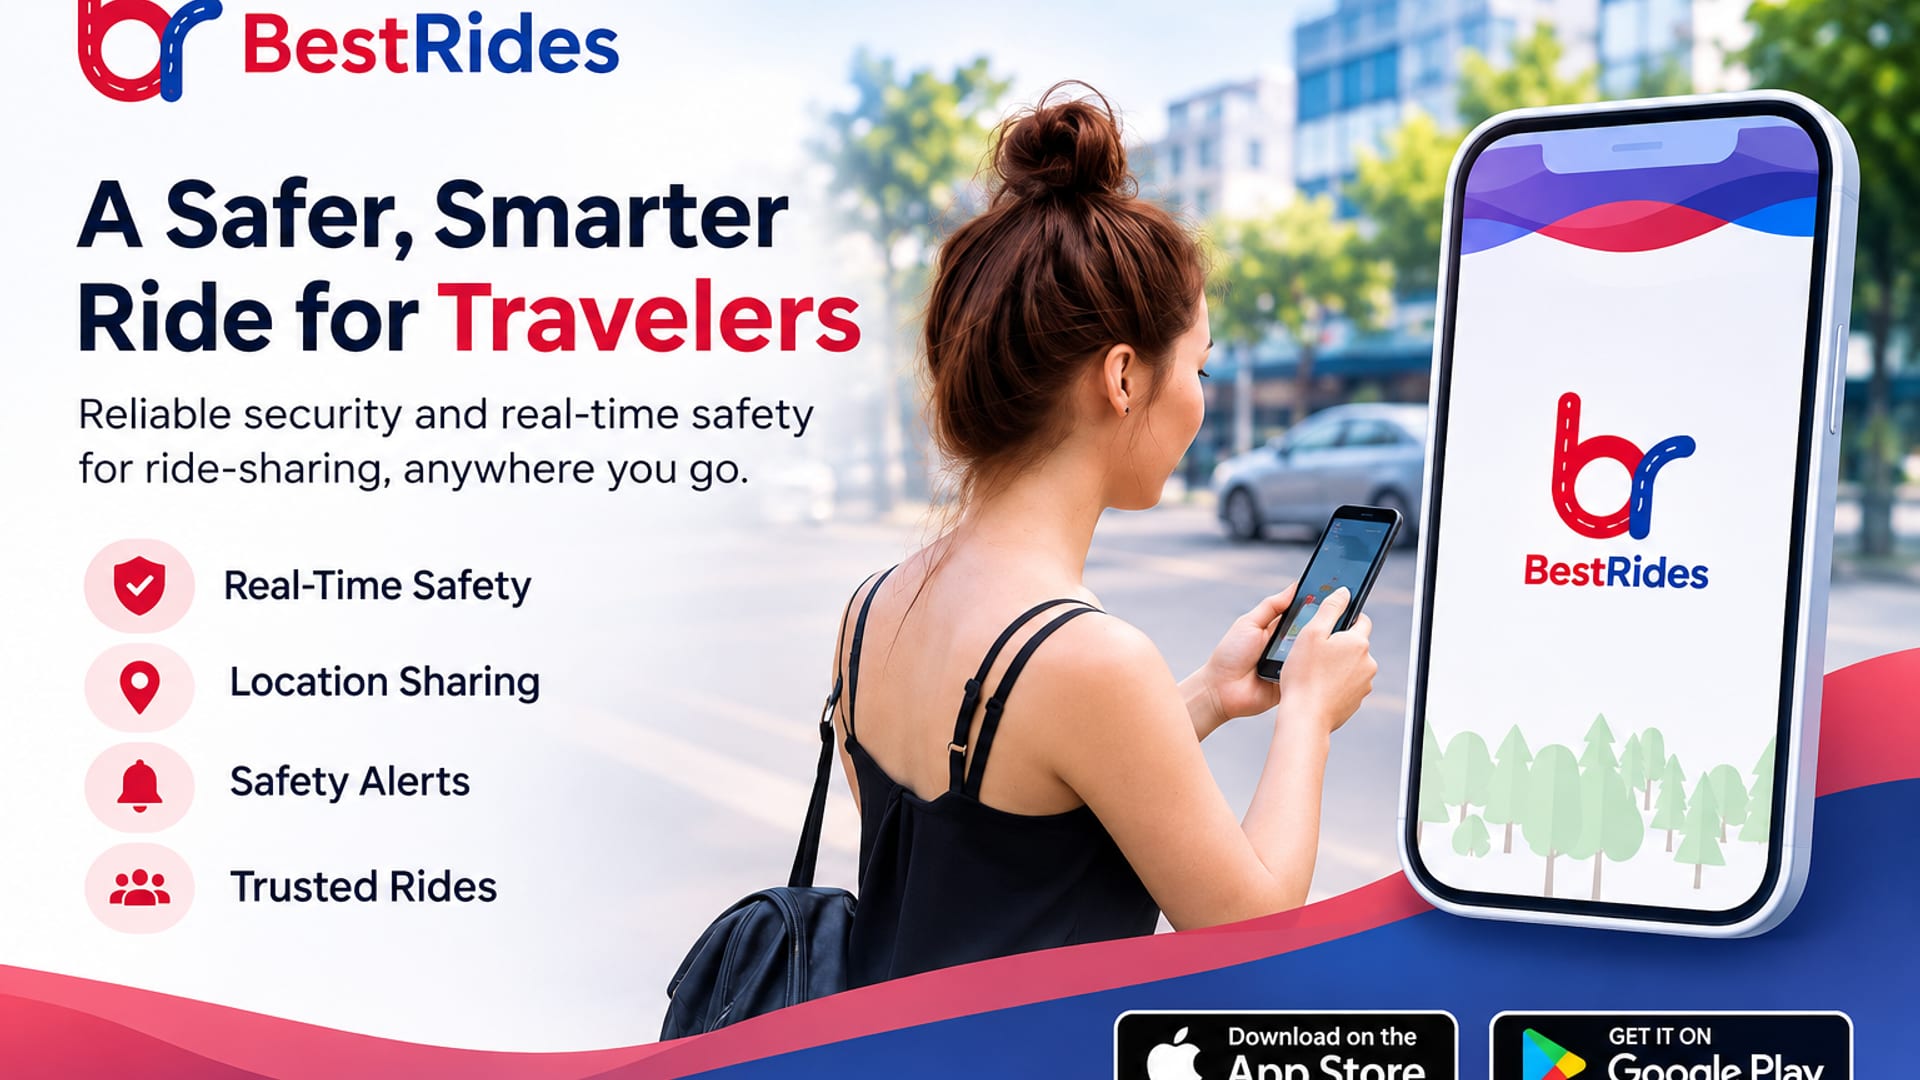 BestRides
A Safer, Smarter
Ride for Travelers
Reliable security and real-time safety
for ride-sharing, anywhere you go.
Real-Time Safety
Location Sharing
Safety Alerts
Trusted Rides
br
BestRides
Download on the
App Store
GET IT ON
Google Play